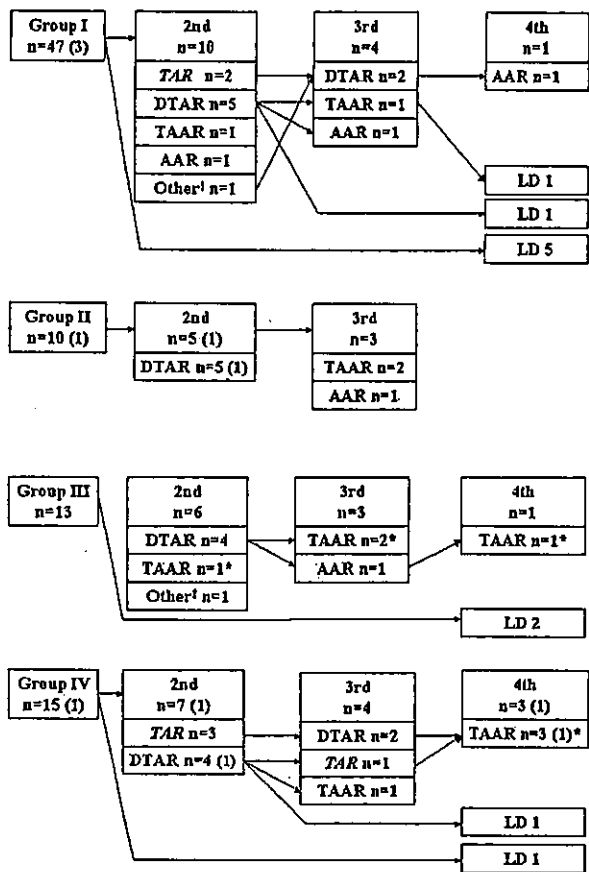 Group I
n=47 (3)
2nd
n=10
TAR n=2
DTAR n=5
TAAR n=1
AAR n=1
Other† n=1
3rd
n=4
DTAR n=2
TAAR n=1
AAR n=1
4th
n=1
AAR n=1
LD 1
LD 1
LD 5
Group II
n=10 (1)
2nd
n=5 (1)
DTAR n=5 (1)
3rd
n=3
TAAR n=2
AAR n=1
Group III
n=13
2nd
n=6
DTAR n=4
TAAR n=1*
Other‡ n=1
3rd
n=3
TAAR n=2*
AAR n=1
4th
n=1
TAAR n=1*
LD 2
Group IV
n=15 (1)
2nd
n=7 (1)
TAR n=3
DTAR n=4 (1)
3rd
n=4
DTAR n=2
TAR n=1
TAAR n=1
4th
n=3 (1)
TAAR n=3 (1)*
LD 1
LD 1